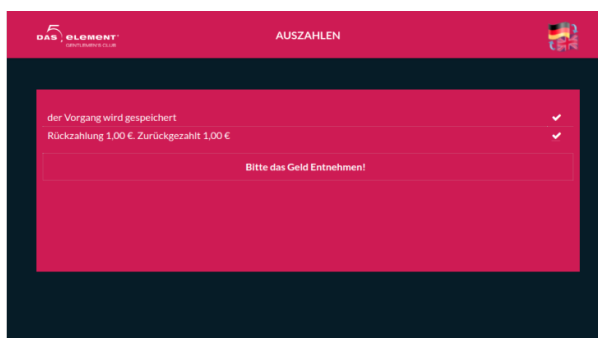 DAS 5 element
GENTLEMEN'S CLUB
AUSZAHLEN
der Vorgang wird gespeichert
Rückzahlung 1,00 €. Zurückgezahlt 1,00 €
Bitte das Geld Entnehmen!